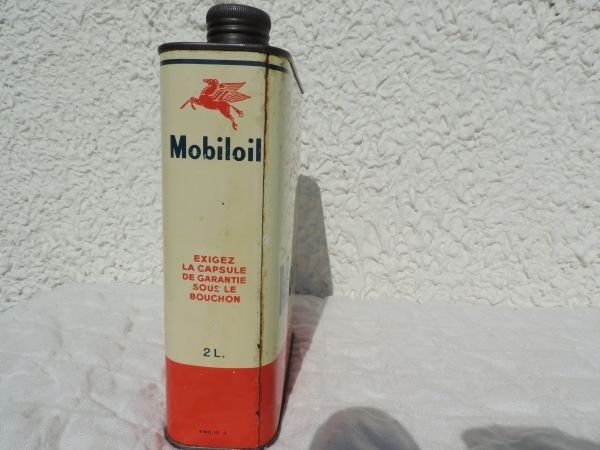 Mobiloil
EXIGEZ
LA CAPSULE
DE GARANTIE
SOUS LE
BOUCHON
2 L.